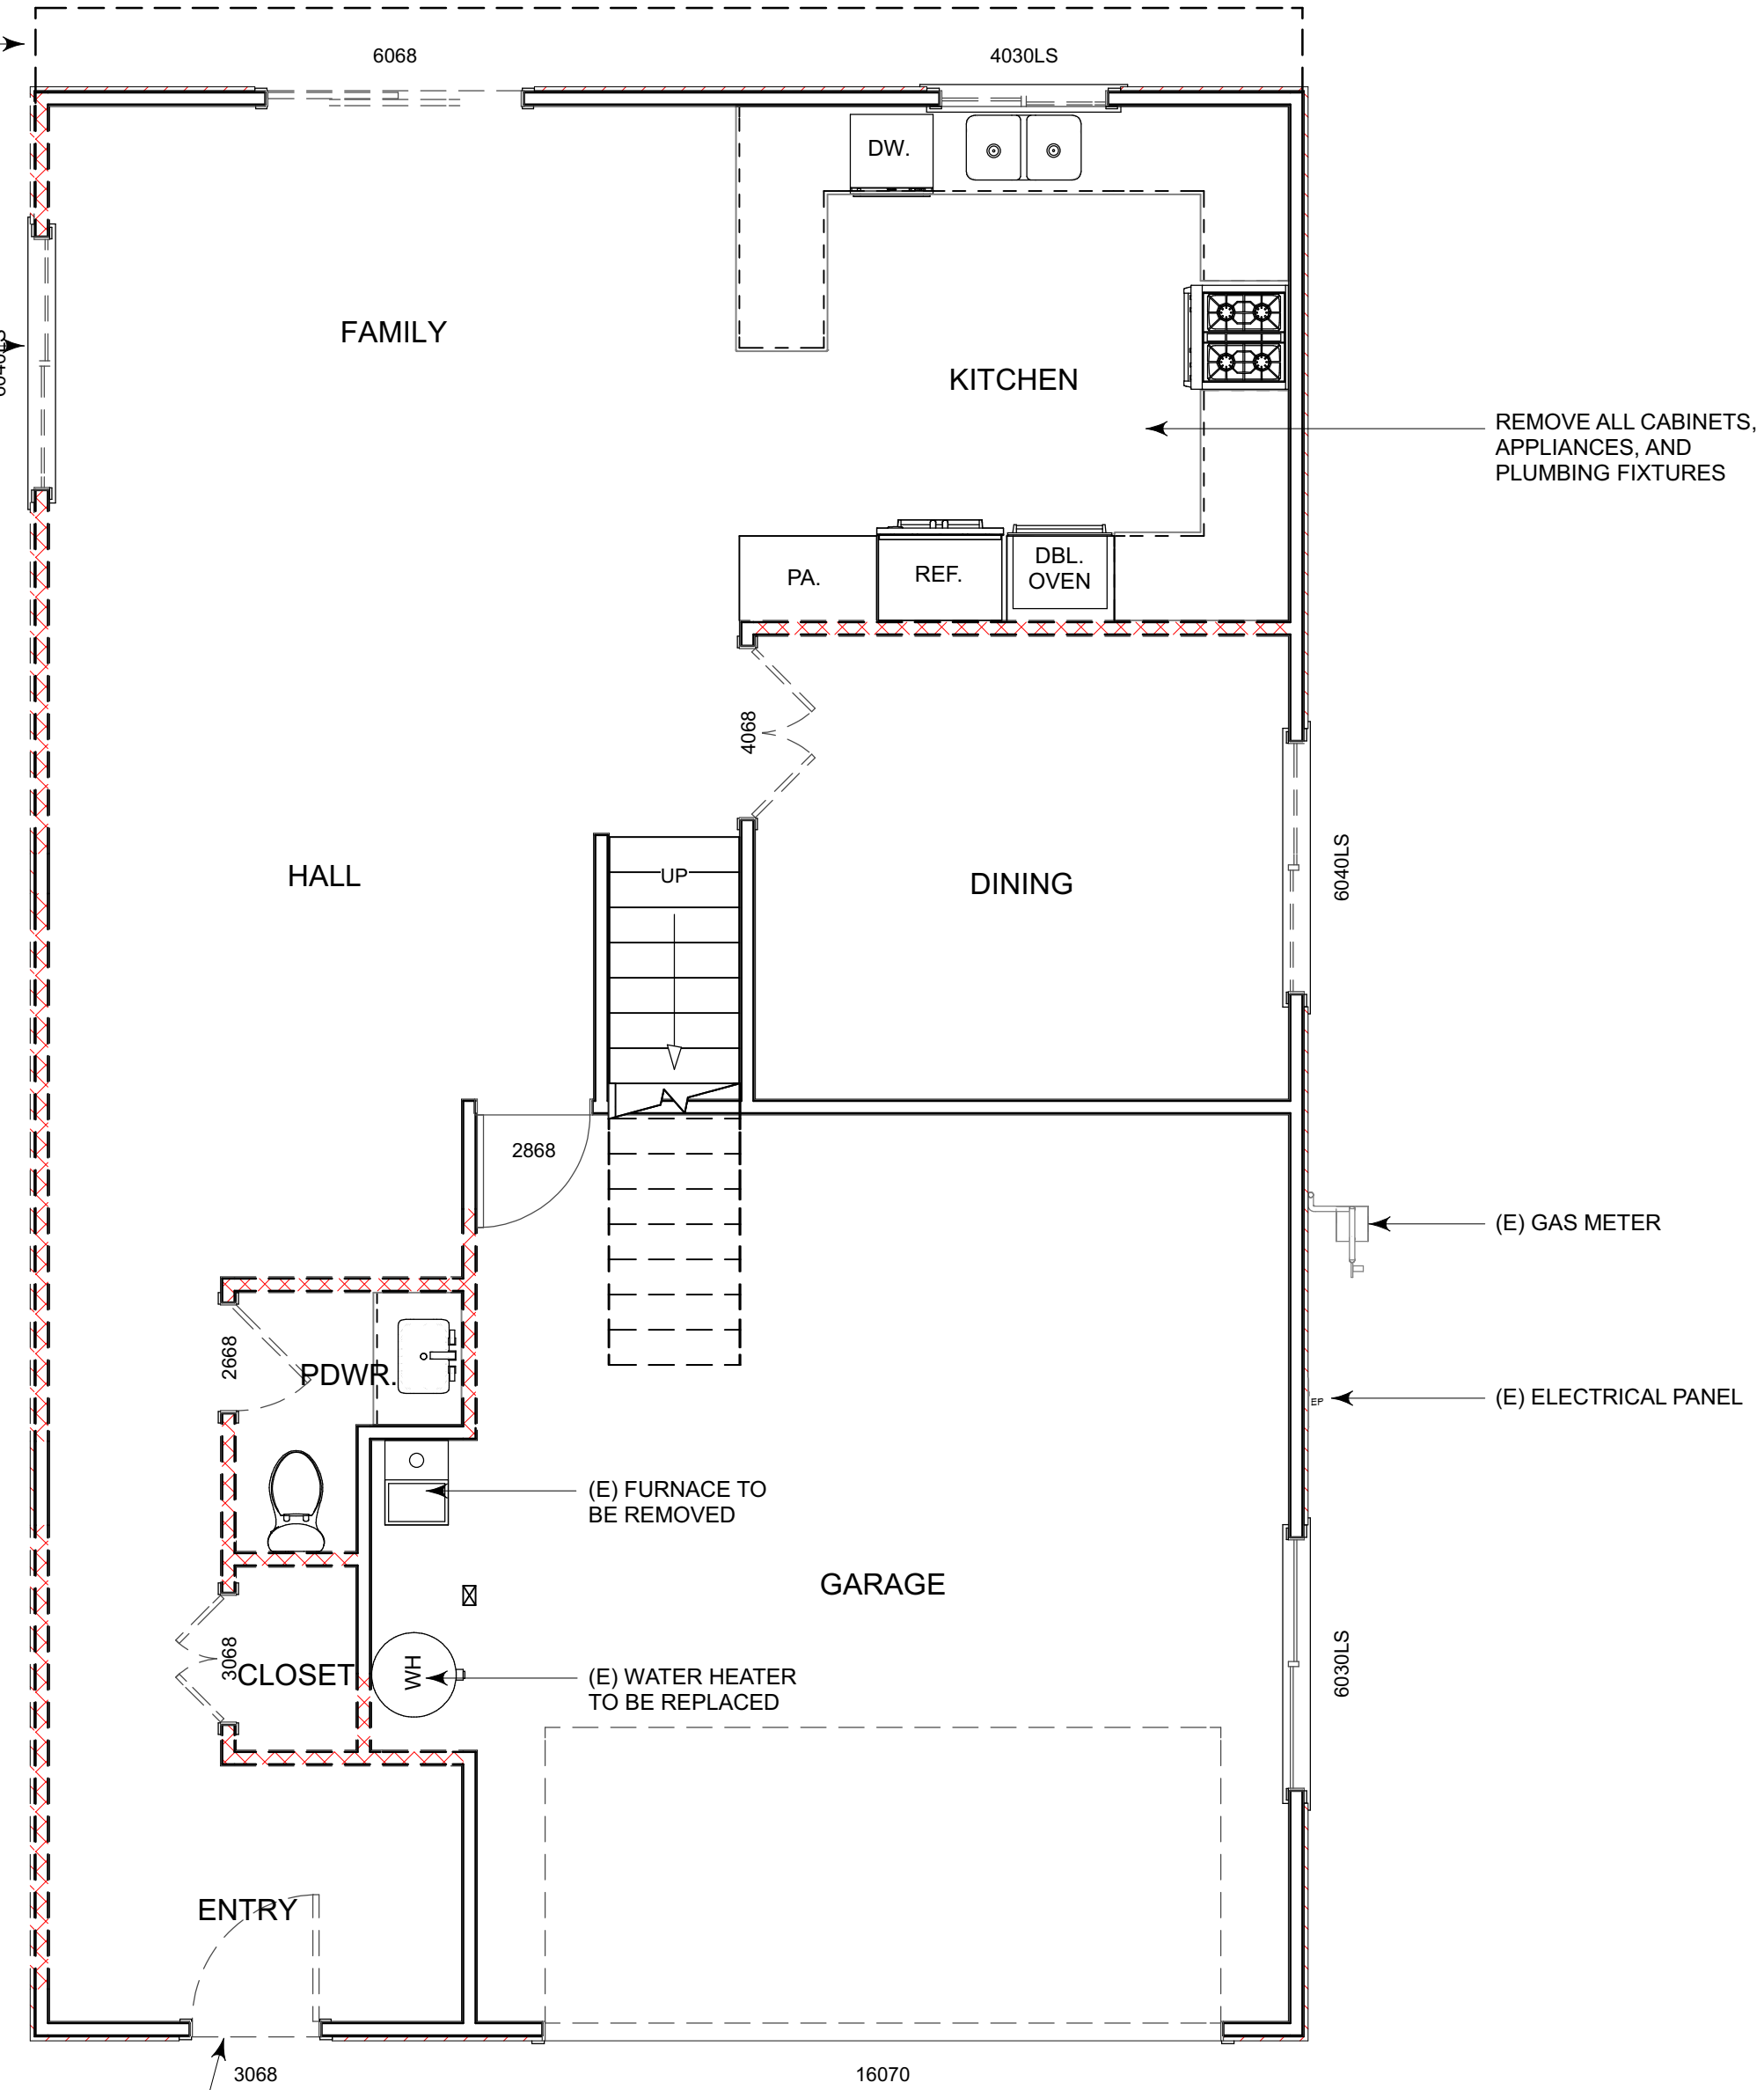 6068
4030LS
DW.
FAMILY
KITCHEN
REMOVE ALL CABINETS,
APPLIANCES, AND
PLUMBING FIXTURES
PA.
REF.
DBL.
OVEN
4068
HALL
UP
DINING
6040LS
2868
(E) GAS METER
2668
PDWR.
EP
(E) ELECTRICAL PANEL
(E) FURNACE TO
BE REMOVED
GARAGE
3068
CLOSET
WH
(E) WATER HEATER
TO BE REPLACED
6030LS
ENTRY
3068
16070